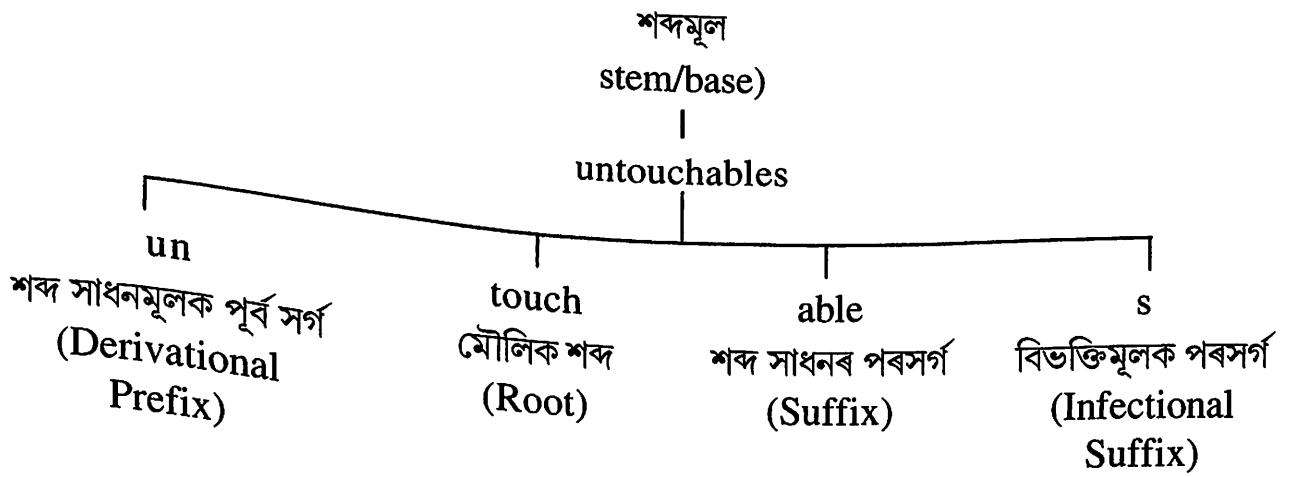 শব্দমূল
stem/base)
untouchables
un
শব্দ সাধনমূলক পূৰ্ব সৰ্গ
(Derivational
Prefix)
touch
মৌলিক শব্দ
(Root)
able
শব্দ সাধনৰ পৰসৰ্গ
(Suffix)
s
বিভক্তিমূলক পৰসৰ্গ
(Infectional
Suffix)